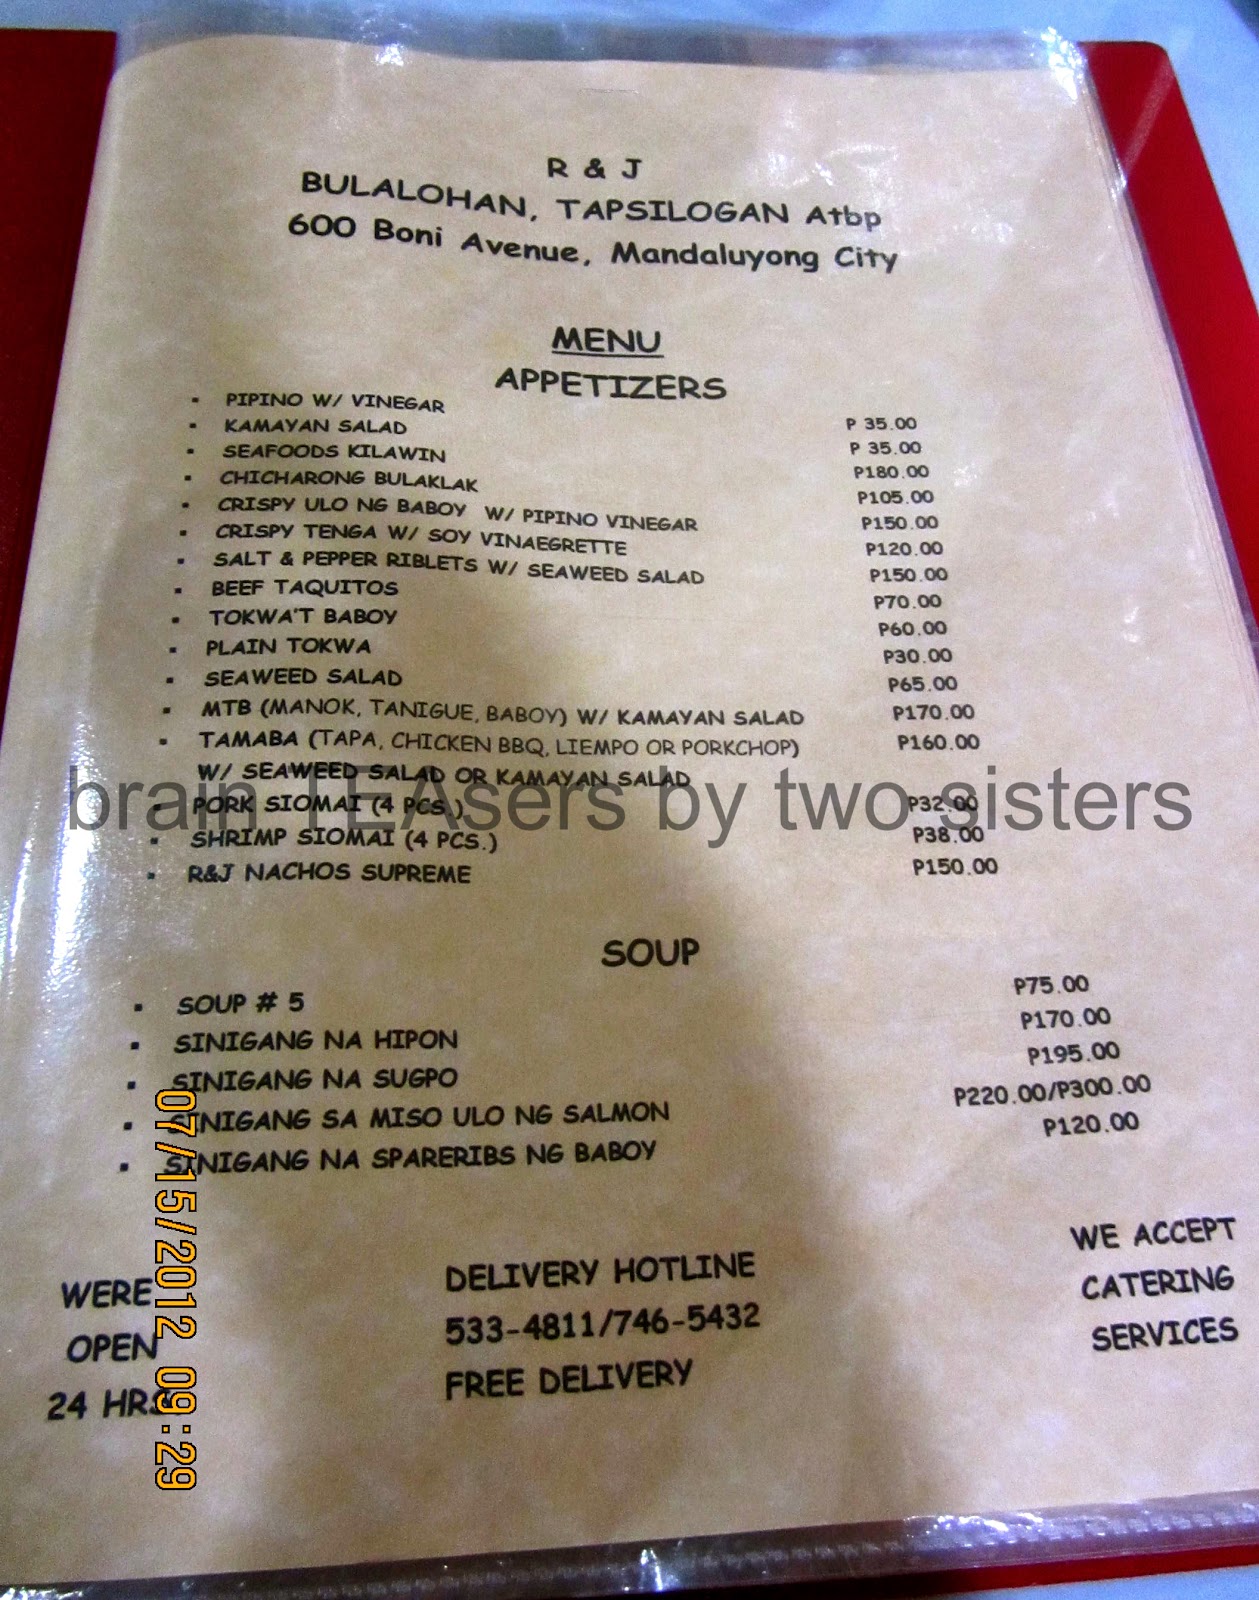 R & J
BULALOHAN, TAPSILOGAN Atbp
600 Boni Avenue, Mandaluyong City
MENU
APPETIZERS
▪ PIPINO W/ VINEGAR P 35.00
▪ KAMAYAN SALAD P 35.00
▪ SEAFOODS KILAWIN P180.00
▪ CHICHARONG BULAKLAK P105.00
▪ CRISPY ULO NG BABOY W/ PIPINO VINEGAR P150.00
▪ CRISPY TENGA W/ SOY VINAEGRETTE P120.00
▪ SALT & PEPPER RIBLETS W/ SEAWEED SALAD P150.00
▪ BEEF TAQUITOS P70.00
▪ TOKWA'T BABOY P60.00
▪ PLAIN TOKWA P30.00
▪ SEAWEED SALAD P65.00
▪ MTB (MANOK, TANIGUE, BABOY) W/ KAMAYAN SALAD P170.00
▪ TAMABA (TAPA, CHICKEN BBQ, LIEMPO OR PORKCHOP) P160.00
W/ SEAWEED SALAD OR KAMAYAN SALAD
▪ PORK SIOMAI (4 PCS.) P32.00
▪ SHRIMP SIOMAI (4 PCS.) P38.00
▪ R&J NACHOS SUPREME P150.00
brain TEAsers by two sisters
SOUP
▪ SOUP # 5 P75.00
▪ SINIGANG NA HIPON P170.00
▪ SINIGANG NA SUGPO P195.00
▪ SINIGANG SA MISO ULO NG SALMON P220.00/P300.00
▪ SINIGANG NA SPARERIBS NG BABOY P120.00
WERE
OPEN
24 HRS
DELIVERY HOTLINE
533-4811/746-5432
FREE DELIVERY
WE ACCEPT
CATERING
SERVICES
07/15/2012 09:29